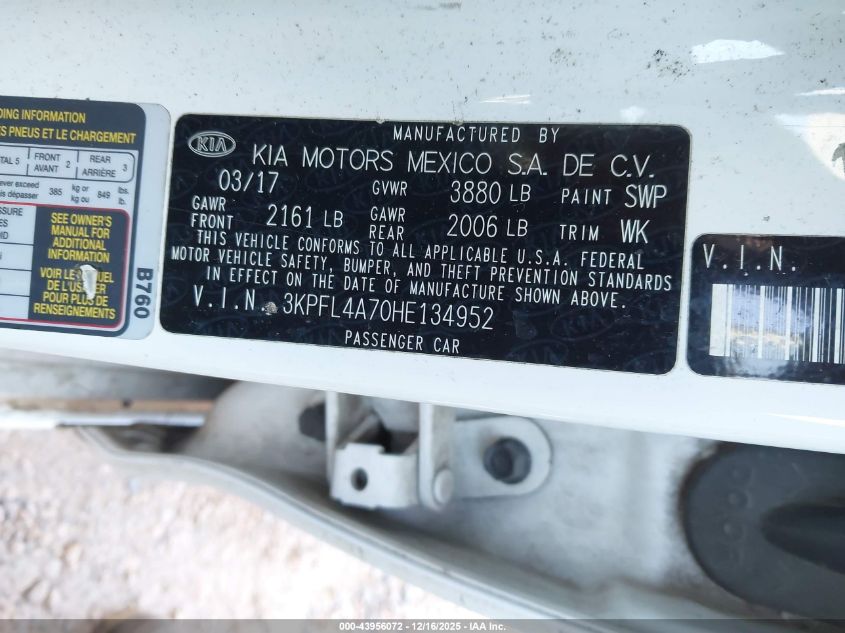 DING INFORMATION
ES PNEUS ET LE CHARGEMENT
TAL 5 FRONT AVANT 2 REAR ARRIÈRE 3
ever exceed
dépasser 385 kg or kg ou 849 lbs. lb.
SEE OWNER'S
MANUAL FOR
ADDITIONAL
INFORMATION
VOIR LE
DE L'
POUR PLUS DE
RENSEIGNEMENTS
B760
KIA
MANUFACTURED BY
KIA MOTORS MEXICO S.A. DE C.V.
03/17 GVWR 3880 LB PAINT SWP
GAWR FRONT 2161 LB GAWR REAR 2006 LB TRIM WK
THIS VEHICLE CONFORMS TO ALL APPLICABLE U.S.A. FEDERAL
MOTOR VEHICLE SAFETY, BUMPER, AND THEFT PREVENTION STANDARDS
IN EFFECT ON THE DATE OF MANUFACTURE SHOWN ABOVE.
V.I.N. 3KPFL4A70HE134952
PASSENGER CAR
V.I.N.
000-43956072 - 12/16/2025 - IAA Inc.